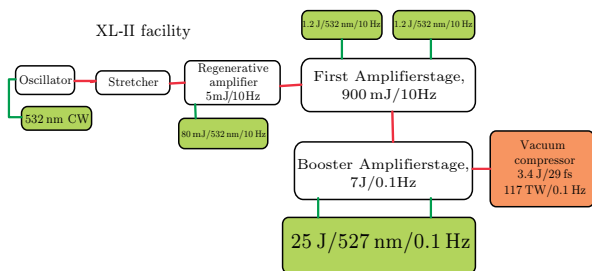 XL-II facility
1.2 J/532 nm/10 Hz
1.2 J/532 nm/10 Hz
Oscillator
Stretcher
Regenerative
amplifier
5mJ/10Hz
First Amplifierstage,
900 mJ/10Hz
532 nm CW
80 mJ/532 nm/10 Hz
Booster Amplifierstage,
7J/0.1Hz
Vacuum
compressor
3.4 J/29 fs
117 TW/0.1 Hz
25 J/527 nm/0.1 Hz